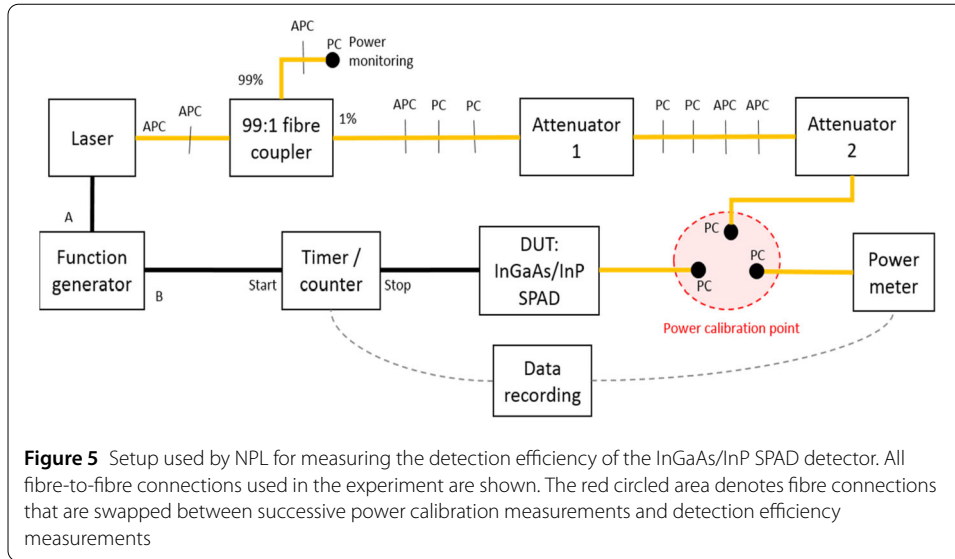 APC
PC
Power
monitoring
99%
Laser
APC
APC
99:1 fibre
coupler
1%
APC
PC
PC
Attenuator
1
PC
PC
APC
APC
Attenuator
2
A
Function
generator
B
Start
Timer /
counter
Stop
DUT:
InGaAs/InP
SPAD
PC
PC
PC
Power
meter
Power calibration point
Data
recording
Figure 5 Setup used by NPL for measuring the detection efficiency of the InGaAs/InP SPAD detector. All
fibre-to-fibre connections used in the experiment are shown. The red circled area denotes fibre connections
that are swapped between successive power calibration measurements and detection efficiency
measurements